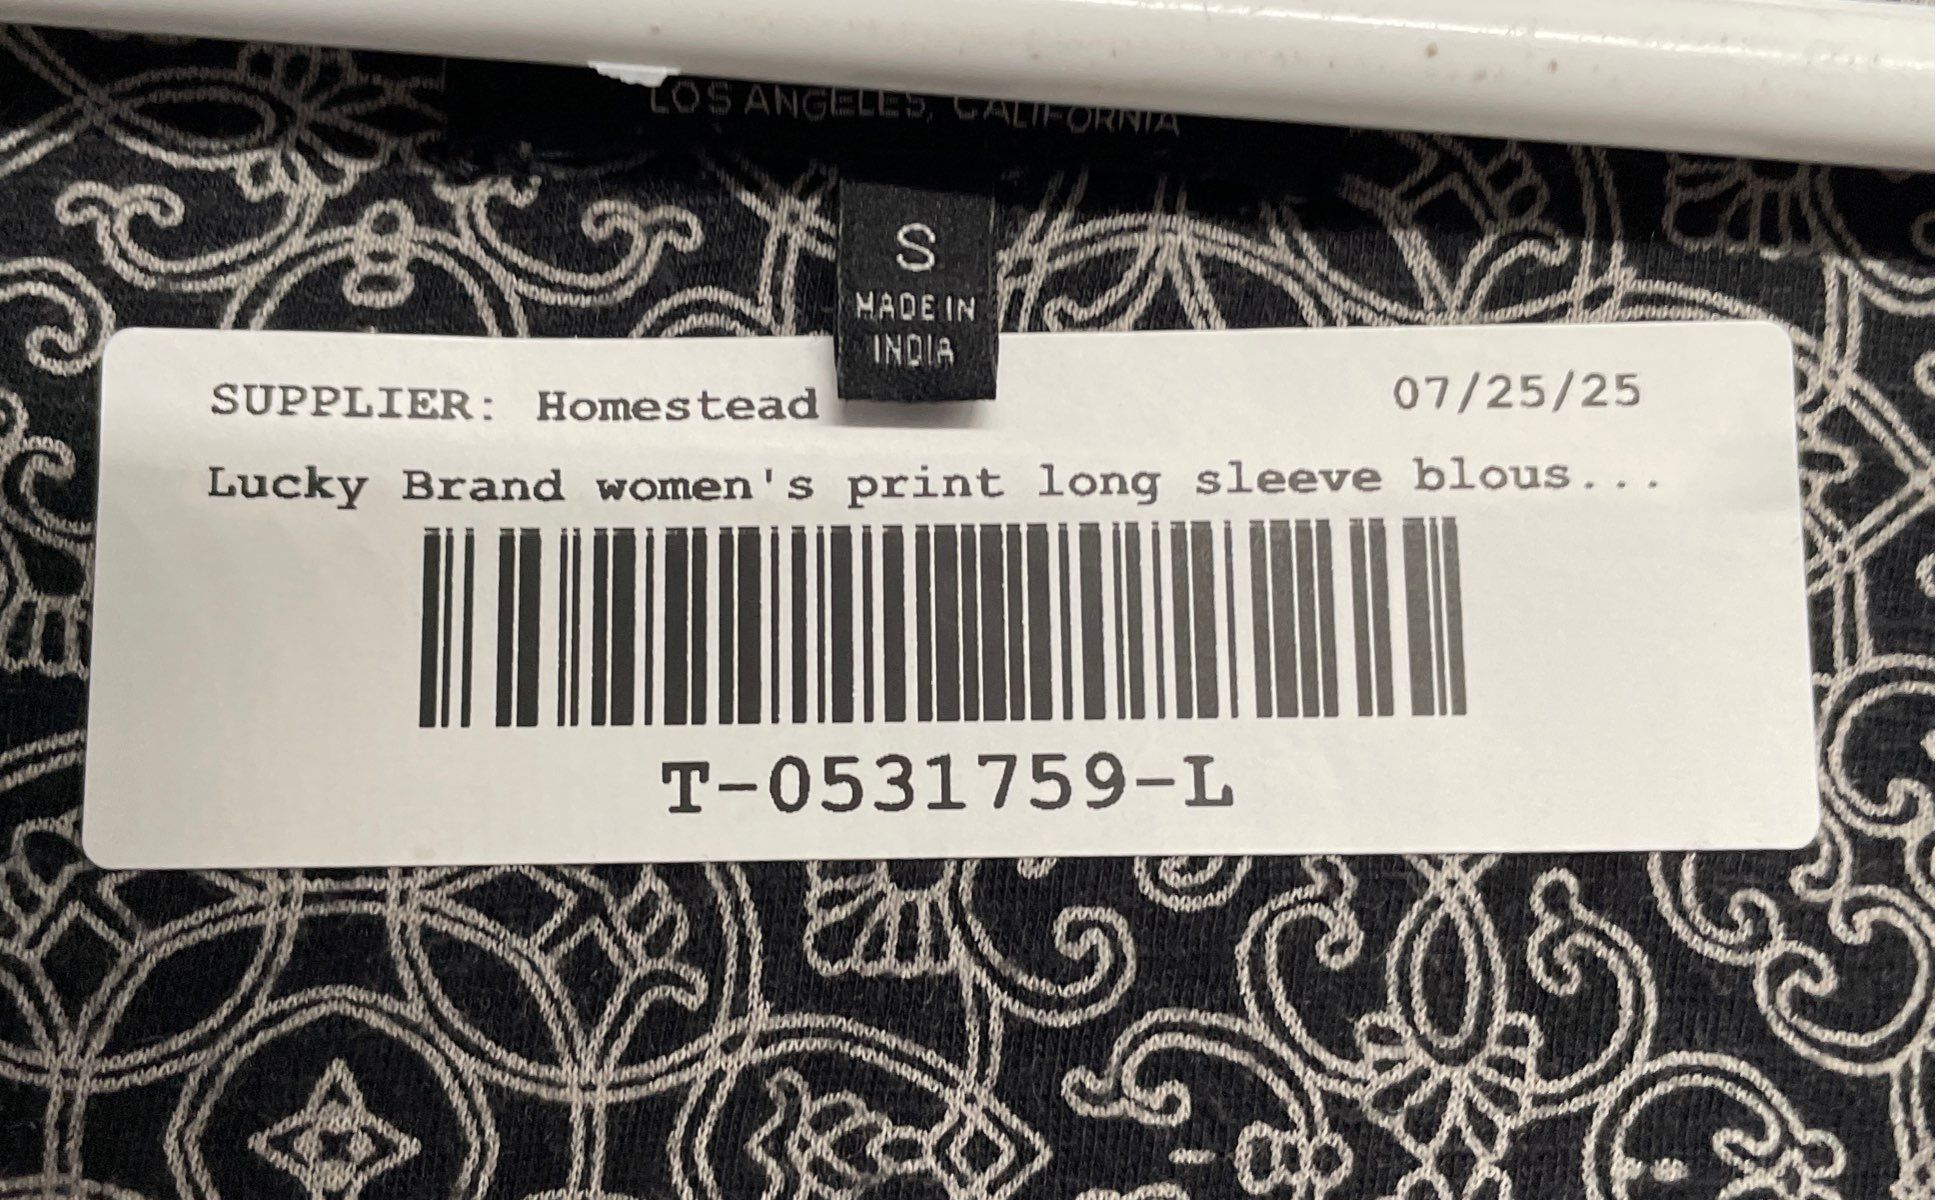 LOS ANGELES, CALIFORNIA
S
MADE IN
INDIA
SUPPLIER: Homestead
07/25/25
Lucky Brand women's print long sleeve blous...
T-0531759-L